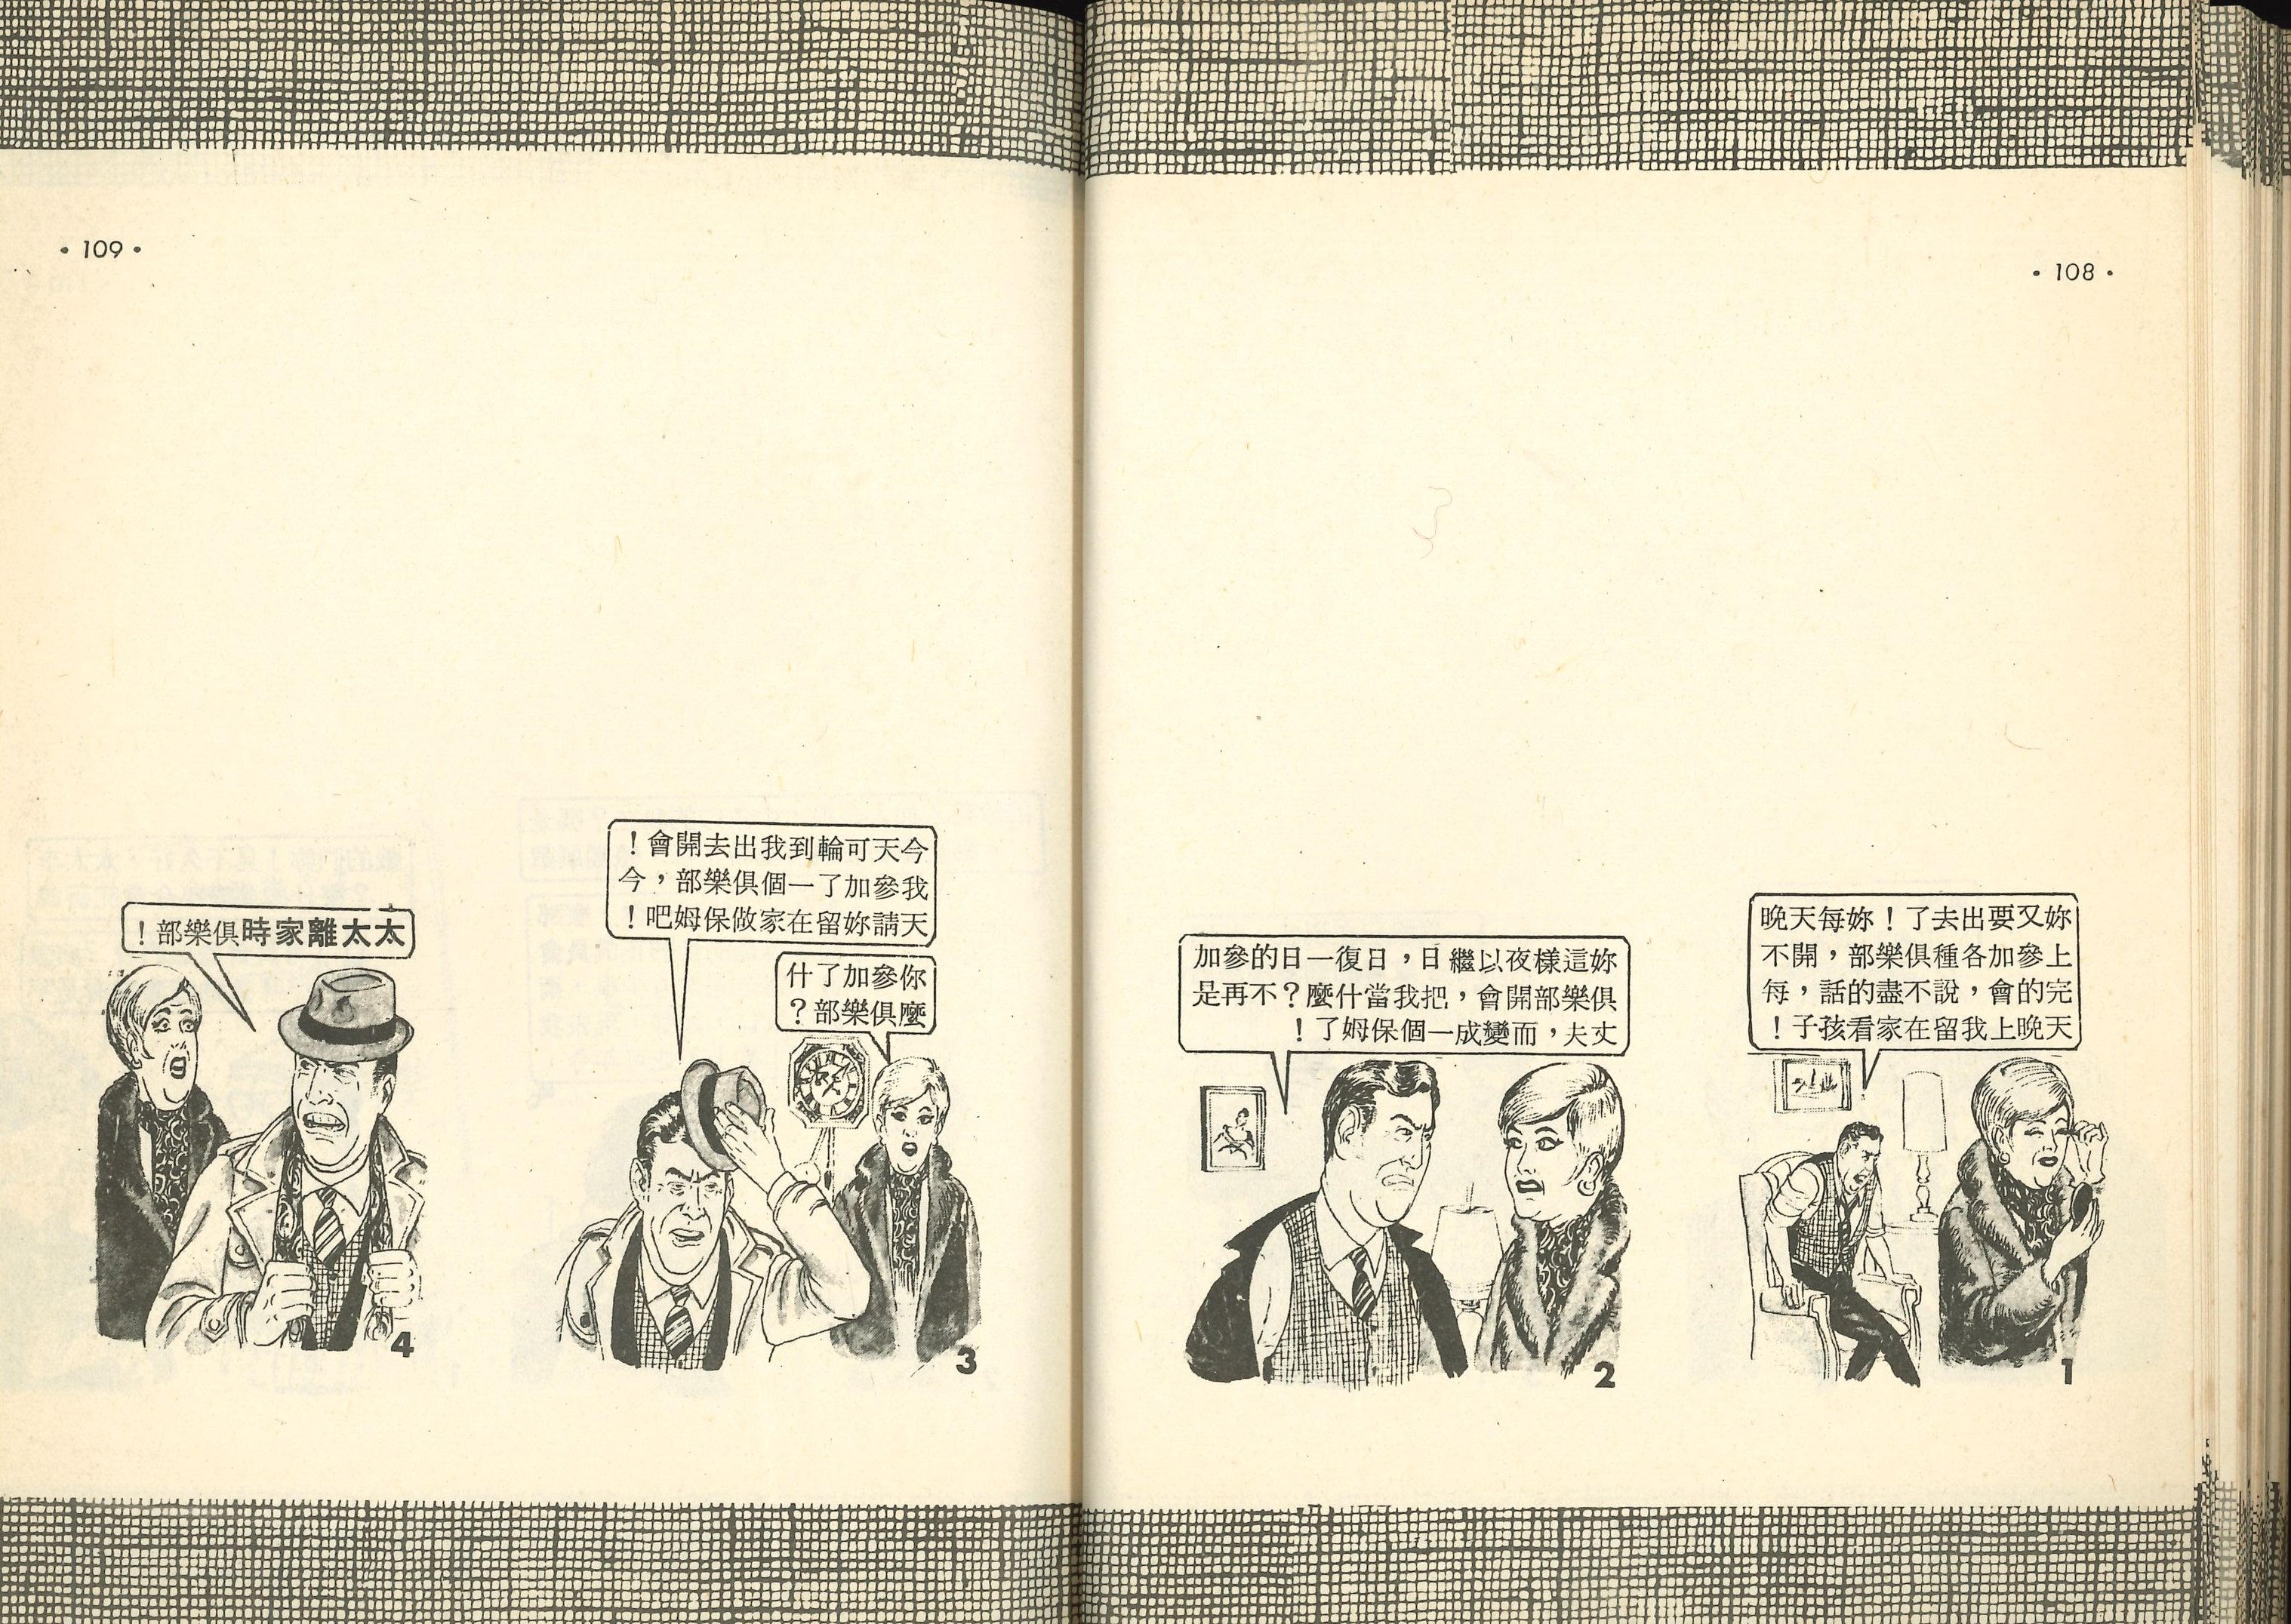 • 108 •
妳又要出去了！妳每天晚
上參加各種俱樂部，開不
完的會，說不盡的話，每
天晚上我留在家看孩子！
1
妳這樣夜以繼日，日復一日的參加
俱樂部開會，把我當什麼？不再是
丈夫，而變成一個保姆了！
2
• 109 •
今天可輪到我出去開會！
我參加了一個俱樂部，今
天請妳留在家做保姆吧！
你參加了什
麼俱樂部？
3
太太離家時俱樂部！
4